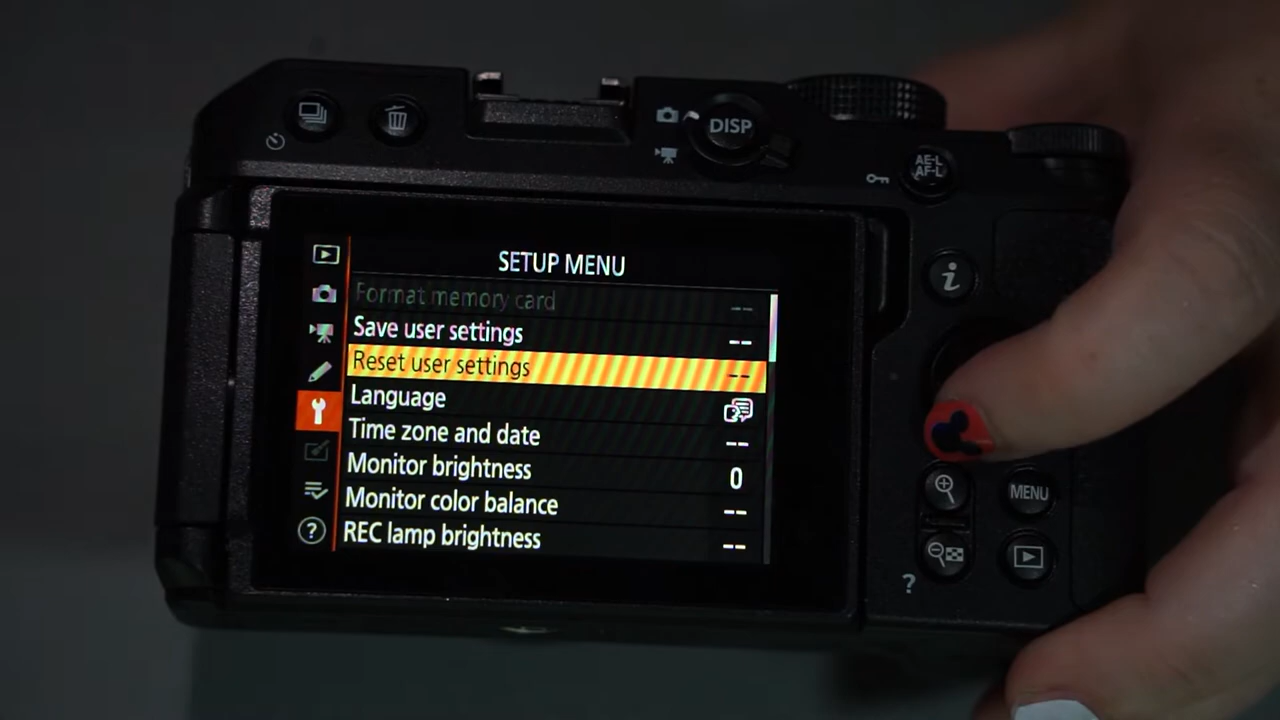 DISP
AE-L
AF-L
i
SETUP MENU
Format memory card --
Save user settings --
Reset user settings --
Language
Time zone and date --
Monitor brightness 0
Monitor color balance --
REC lamp brightness --
?
MENU
?